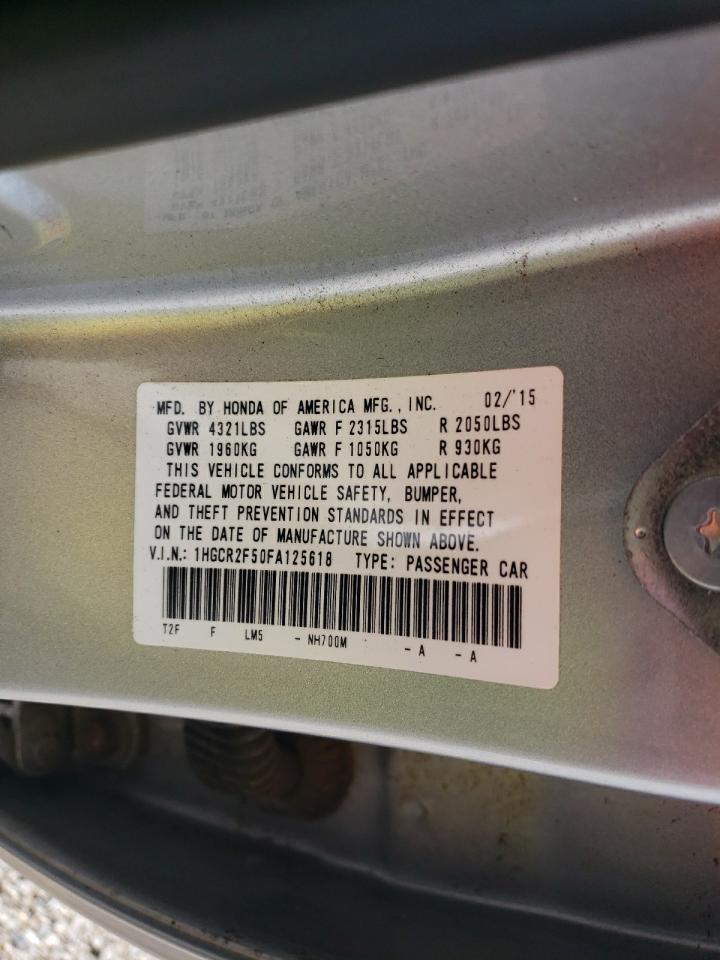 MFD. BY HONDA OF AMERICA MFG., INC. 02/'15
GVWR 4321LBS GAWR F 2315LBS R 2050LBS
GVWR 1960KG GAWR F 1050KG R 930KG
THIS VEHICLE CONFORMS TO ALL APPLICABLE
FEDERAL MOTOR VEHICLE SAFETY, BUMPER,
AND THEFT PREVENTION STANDARDS IN EFFECT
ON THE DATE OF MANUFACTURE SHOWN ABOVE.
V.I.N.: 1HGCR2F50FA125618 TYPE: PASSENGER CAR
T2F F LM5 - NH700M - A - A